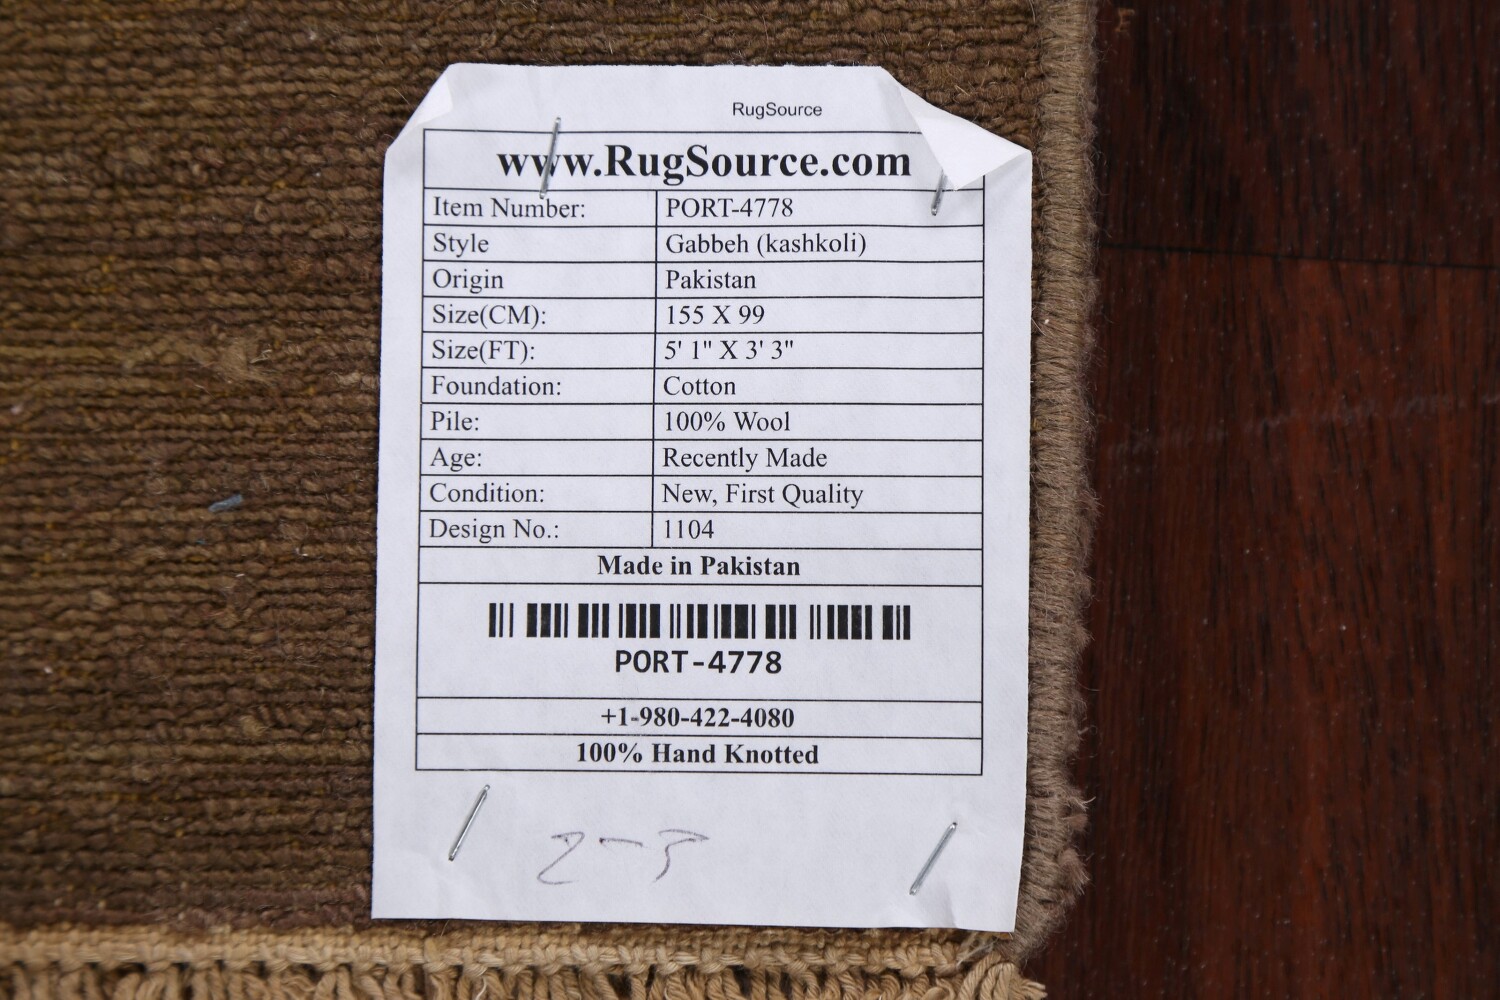 RugSource
www.RugSource.com
Item Number: PORT-4778
Style Gabbeh (kashkoli)
Origin Pakistan
Size(CM): 155 X 99
Size(FT): 5' 1" X 3' 3"
Foundation: Cotton
Pile: 100% Wool
Age: Recently Made
Condition: New, First Quality
Design No.: 1104
Made in Pakistan
PORT-4778
+1-980-422-4080
100% Hand Knotted
2-3